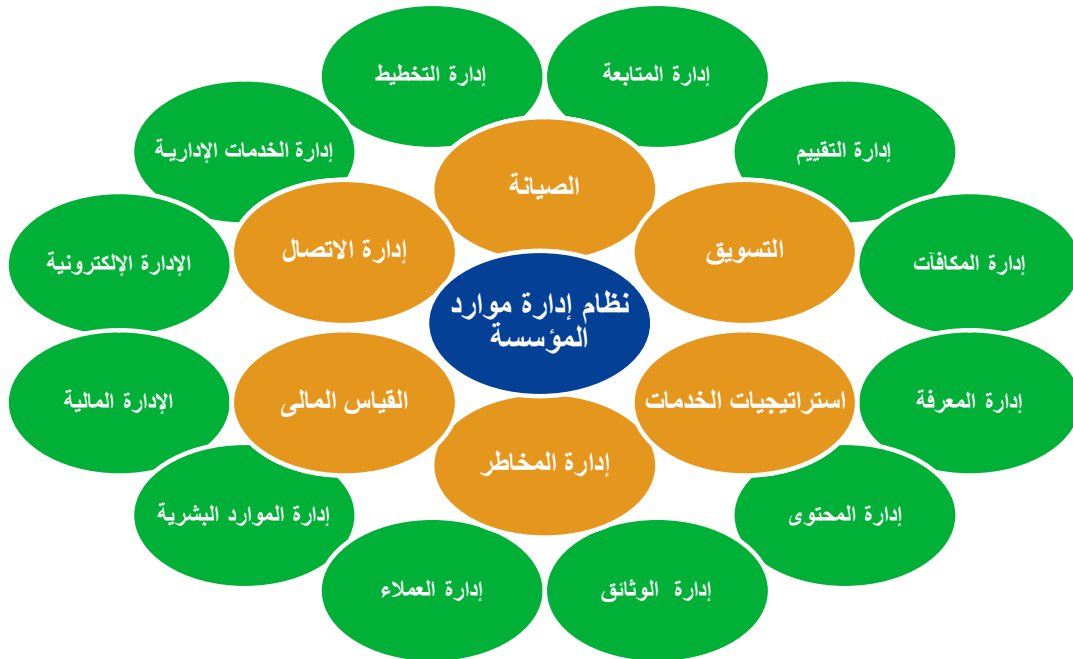 إدارة المتابعة
إدارة التخطيط
إدارة التقييم
إدارة الخدمات الإدارية
الصيانة
التسويق
إدارة الاتصال
إدارة المكافآت
الإدارة الإلكترونية
نظام إدارة موارد
المؤسسة
إدارة المعرفة
استراتيجيات الخدمات
القياس المالى
الإدارة المالية
إدارة المخاطر
إدارة المحتوى
إدارة الموارد البشرية
إدارة الوثائق
إدارة العملاء